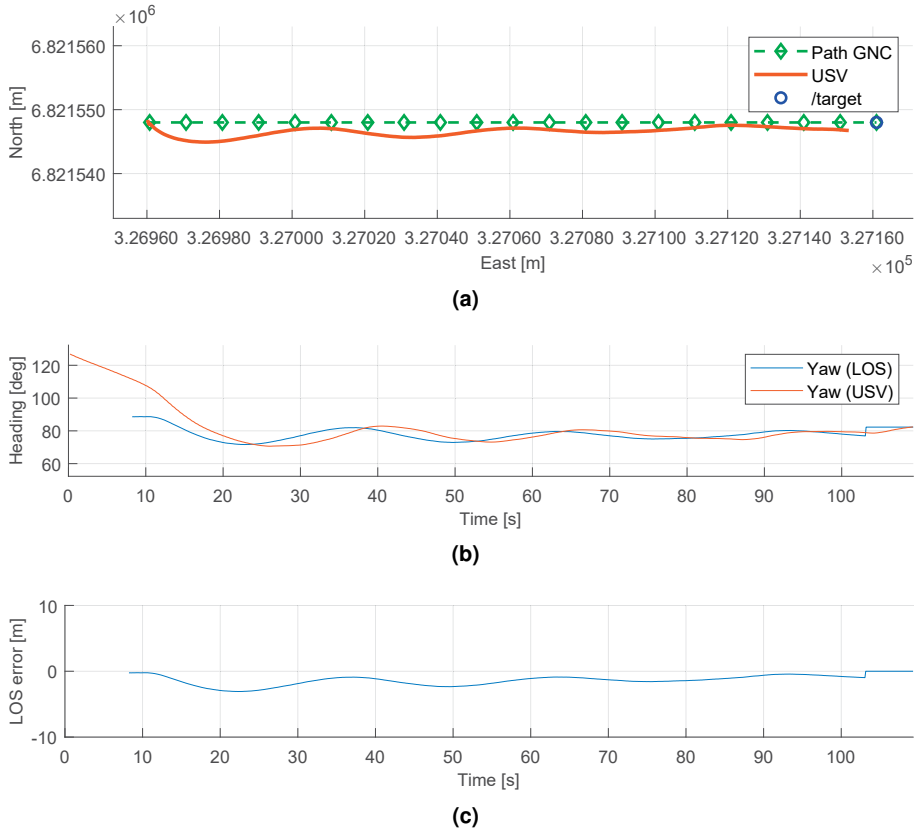 ×10⁶
6.821560
6.821550
6.821540
North [m]
Path GNC
USV
/target
3.26960 3.26980 3.27000 3.27020 3.27040 3.27060 3.27080 3.27100 3.27120 3.27140 3.27160
East [m]
×10⁵
(a)
120
100
80
60
Heading [deg]
Yaw (LOS)
Yaw (USV)
0 10 20 30 40 50 60 70 80 90 100
Time [s]
(b)
10
0
-10
LOS error [m]
0 10 20 30 40 50 60 70 80 90 100
Time [s]
(c)